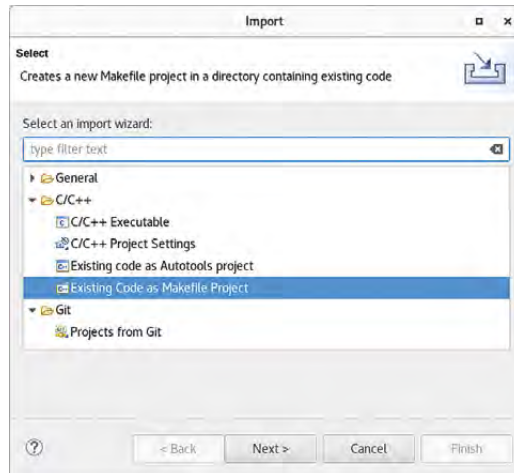 Import
Select
Creates a new Makefile project in a directory containing existing code
Select an import wizard:
type filter text
General
C/C++
C/C++ Executable
C/C++ Project Settings
Existing code as Autotools project
Existing Code as Makefile Project
Git
Projects from Git
? < Back Next > Cancel Finish